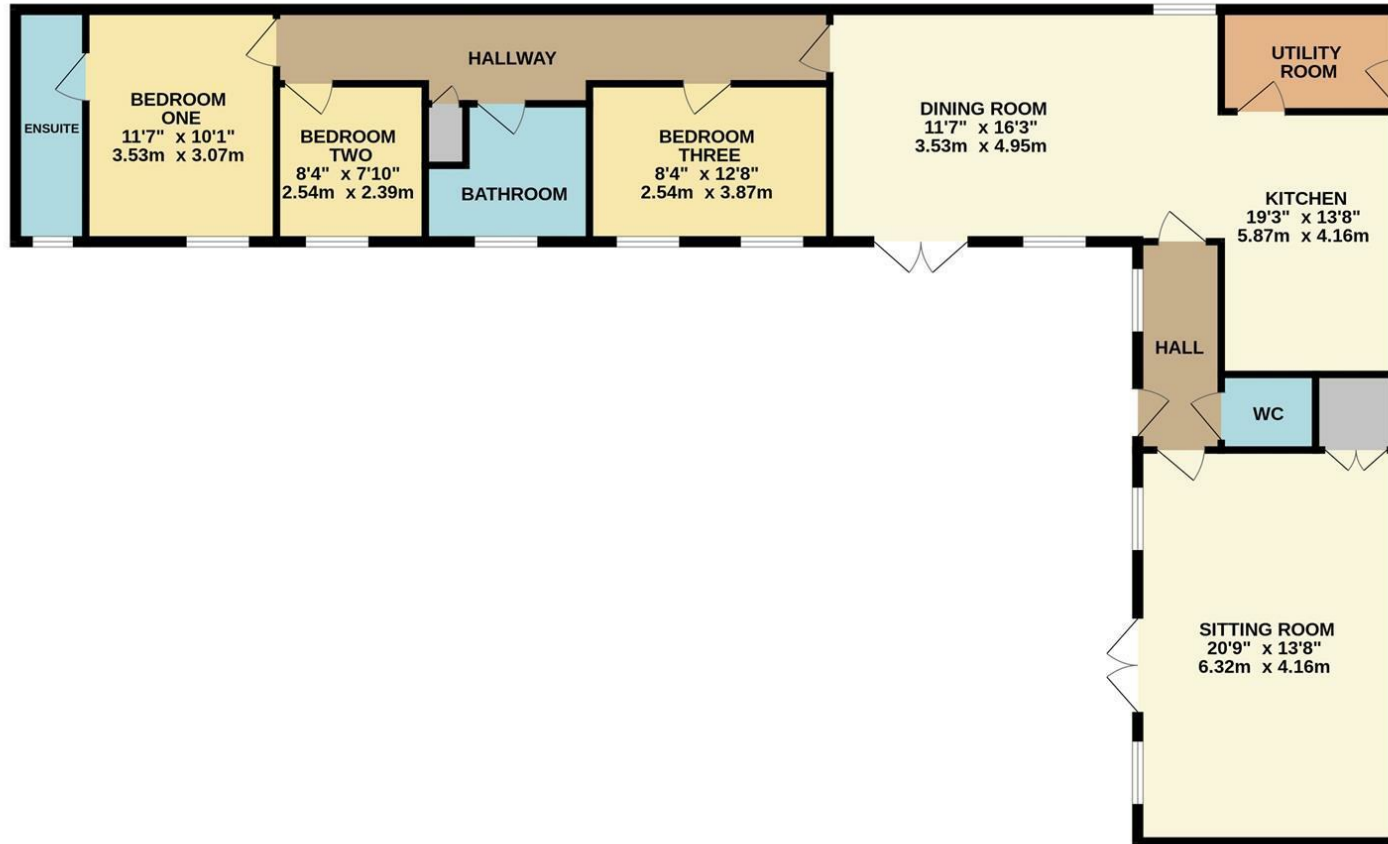 ENSUITE
BEDROOM
ONE
11'7" x 10'1"
3.53m x 3.07m
HALLWAY
BEDROOM
TWO
8'4" x 7'10"
2.54m x 2.39m
BATHROOM
BEDROOM
THREE
8'4" x 12'8"
2.54m x 3.87m
DINING ROOM
11'7" x 16'3"
3.53m x 4.95m
UTILITY
ROOM
KITCHEN
19'3" x 13'8"
5.87m x 4.16m
HALL
WC
SITTING ROOM
20'9" x 13'8"
6.32m x 4.16m